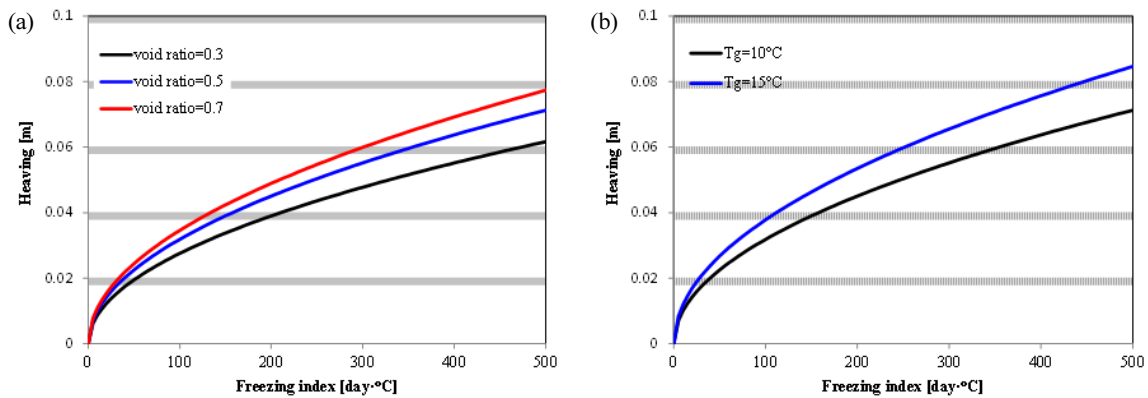 (a)
0.1
0.08
0.06
0.04
0.02
0
Heaving [m]
void ratio=0.3
void ratio=0.5
void ratio=0.7
0
100
200
300
400
500
Freezing index [day·°C]
(b)
0.1
0.08
0.06
0.04
0.02
0
Heaving [m]
Tg=10°C
Tg=15°C
0
100
200
300
400
500
Freezing index [day·°C]